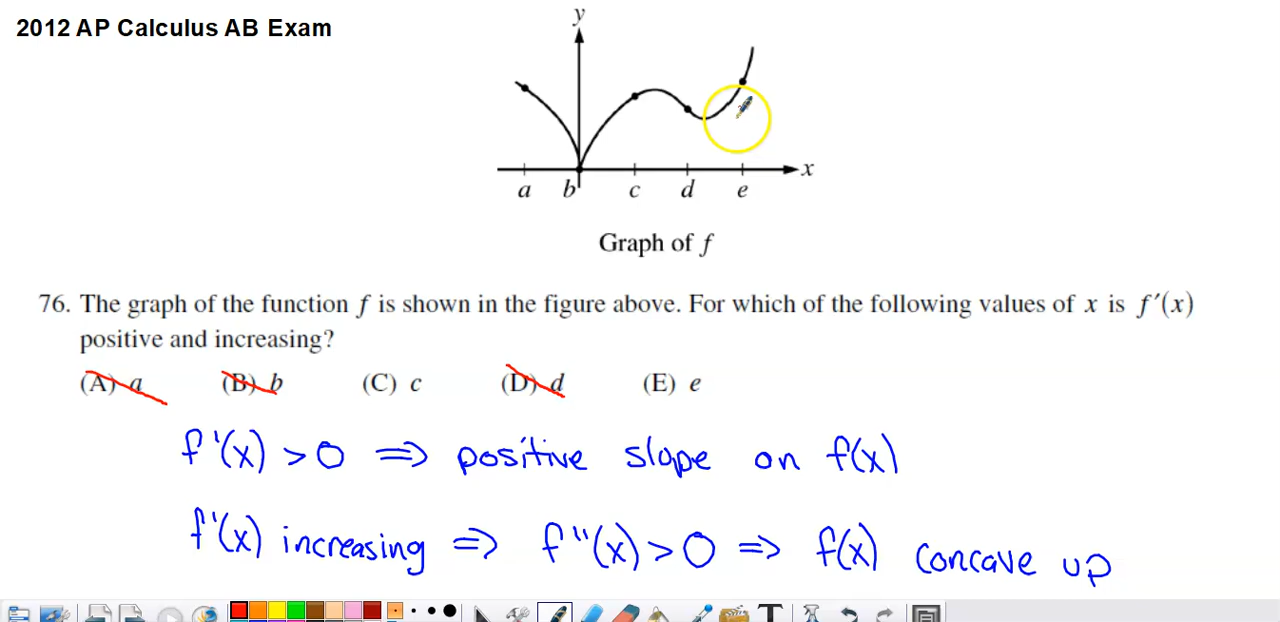 2012 AP Calculus AB Exam
y
x
a b c d e
Graph of f
76. The graph of the function f is shown in the figure above. For which of the following values of x is f′(x)
positive and increasing?
(A) a (B) b (C) c (D) d (E) e
f'(x) > 0 ⇒ positive slope on f(x)
f'(x) increasing ⇒ f"(x) > 0 ⇒ f(x) concave up
T